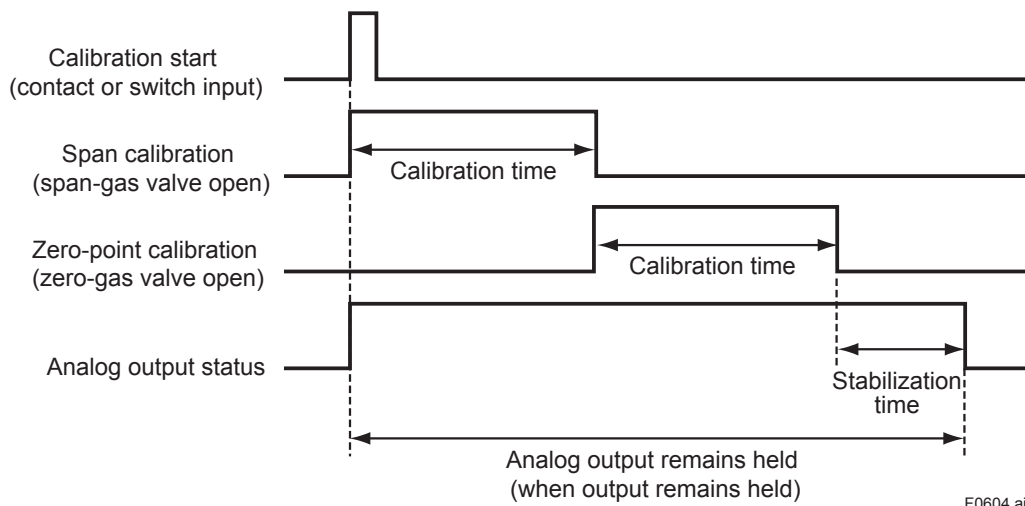 Calibration start
(contact or switch input)
Span calibration
(span-gas valve open)
Calibration time
Zero-point calibration
(zero-gas valve open)
Calibration time
Analog output status
Stabilization
time
Analog output remains held
(when output remains held)
F0604.ai